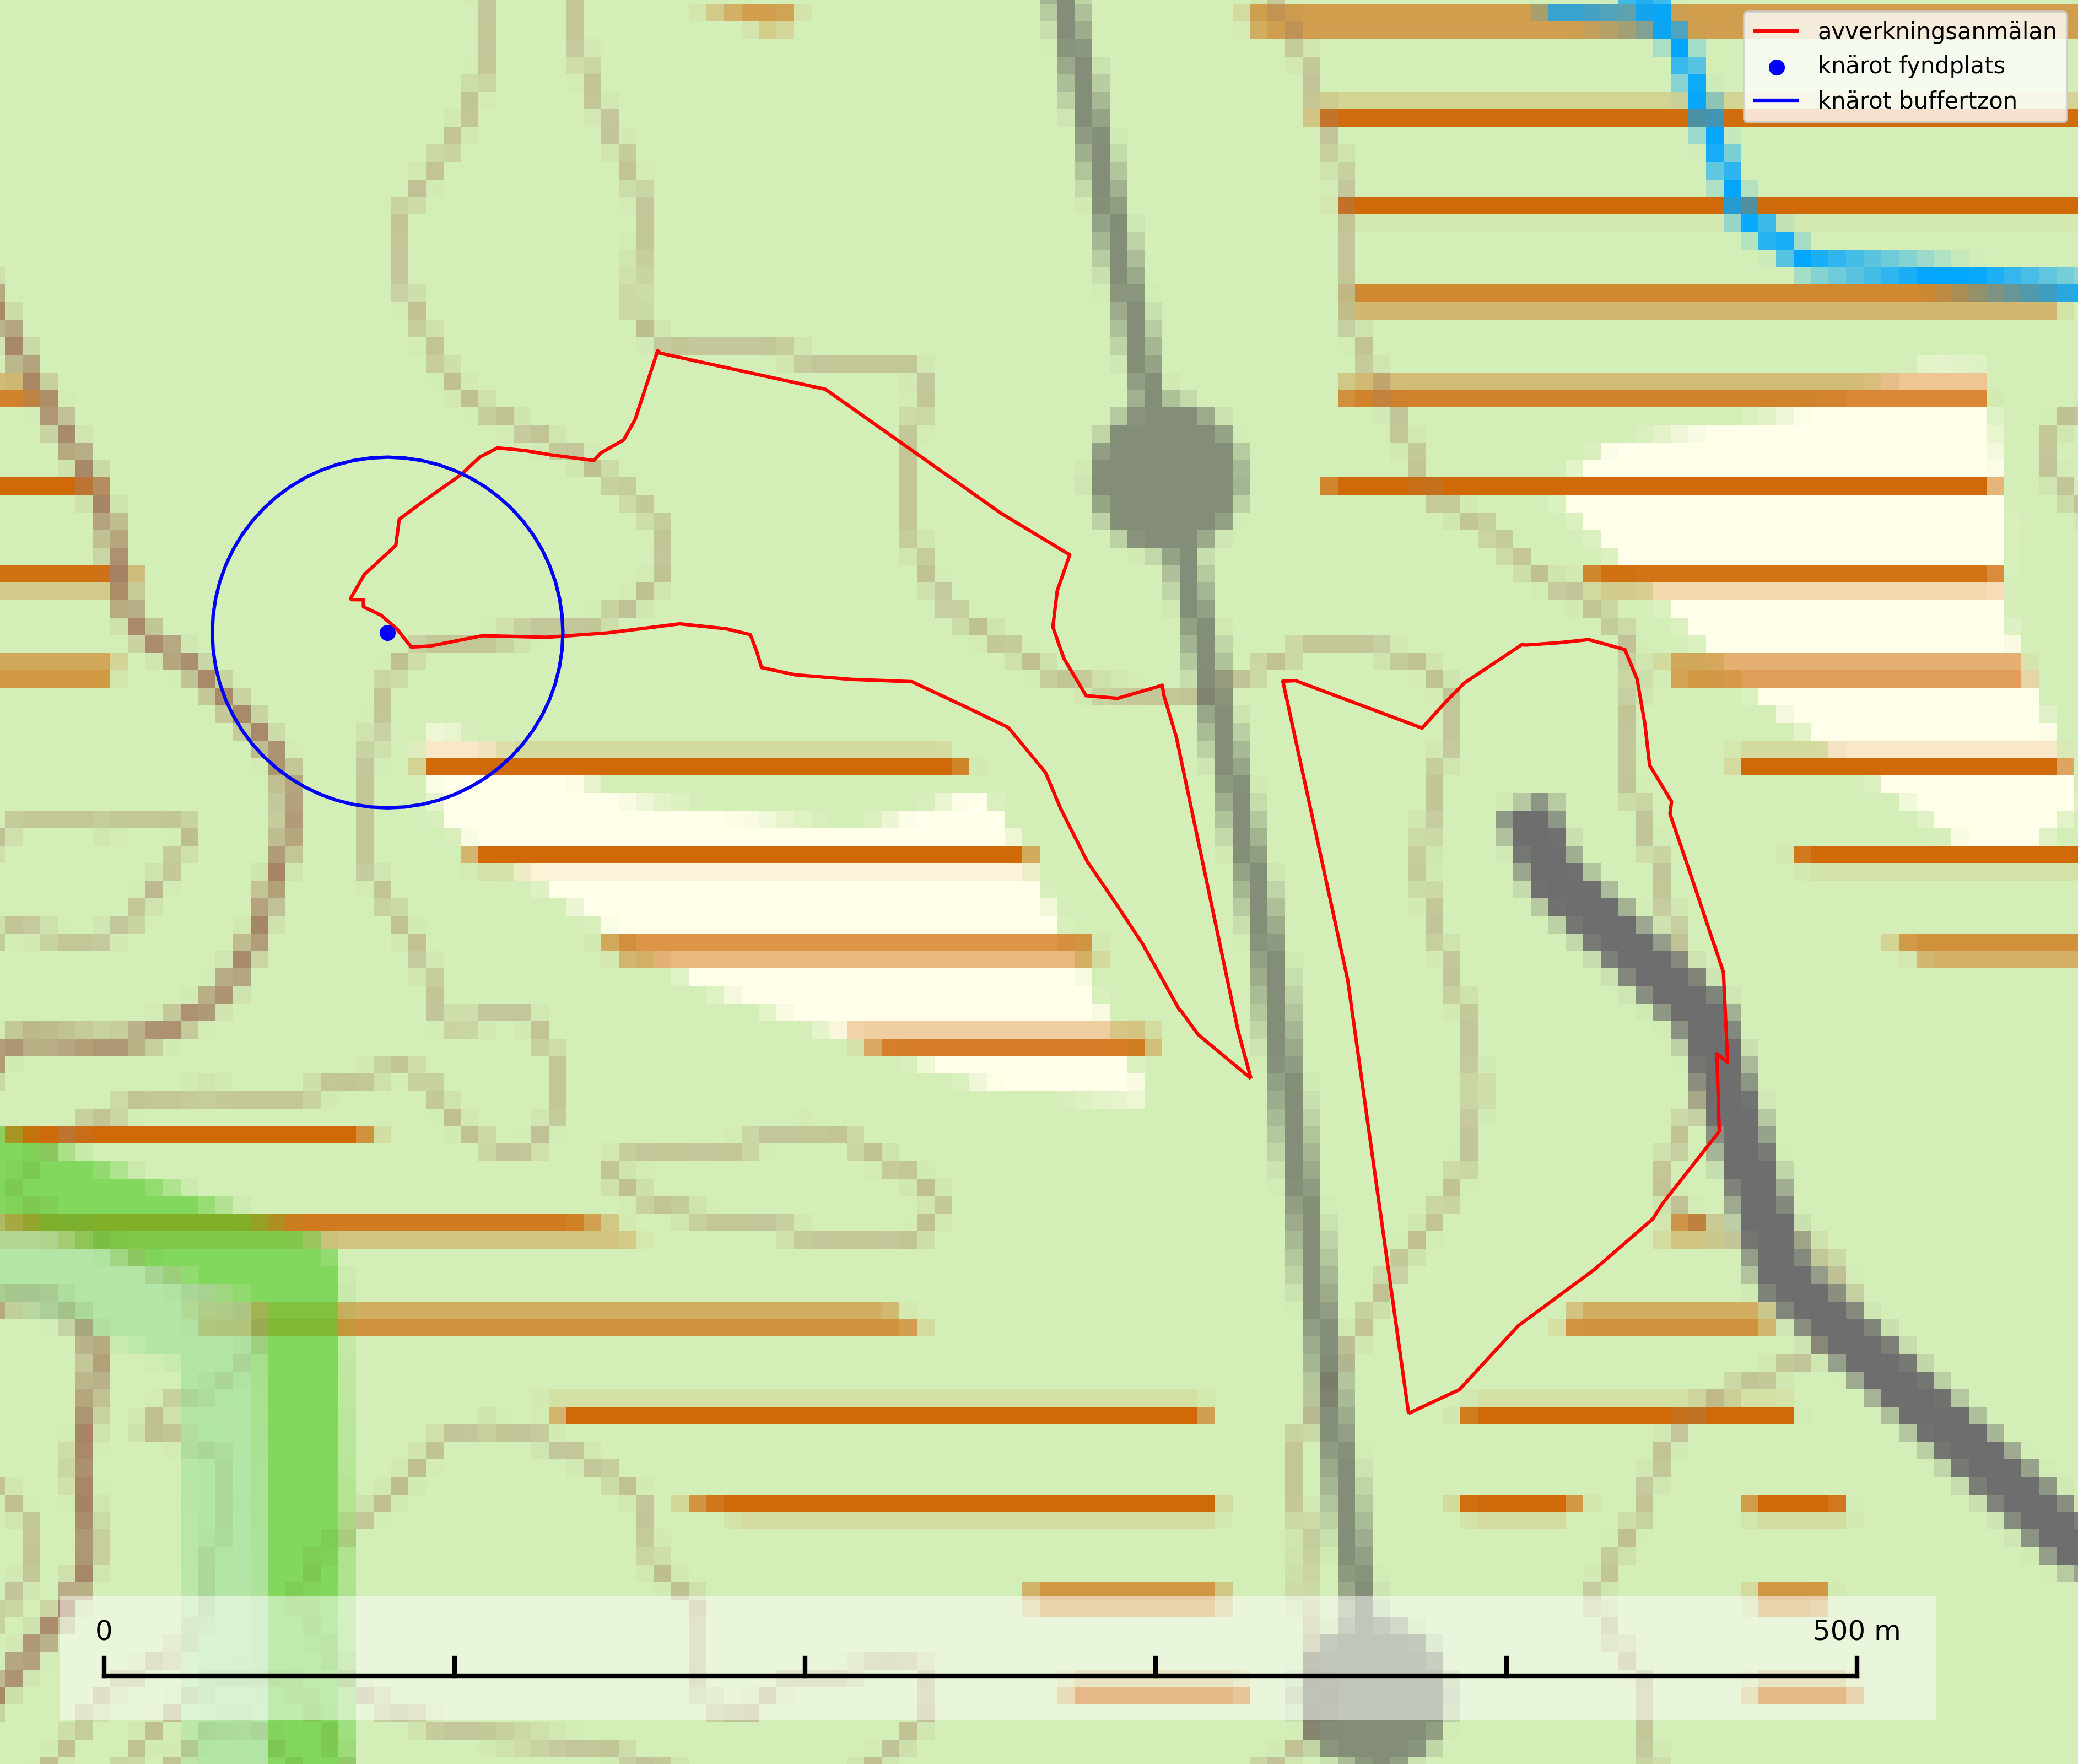 avverkningsanmälan
knärot fyndplats
knärot buffertzon
0
500 m